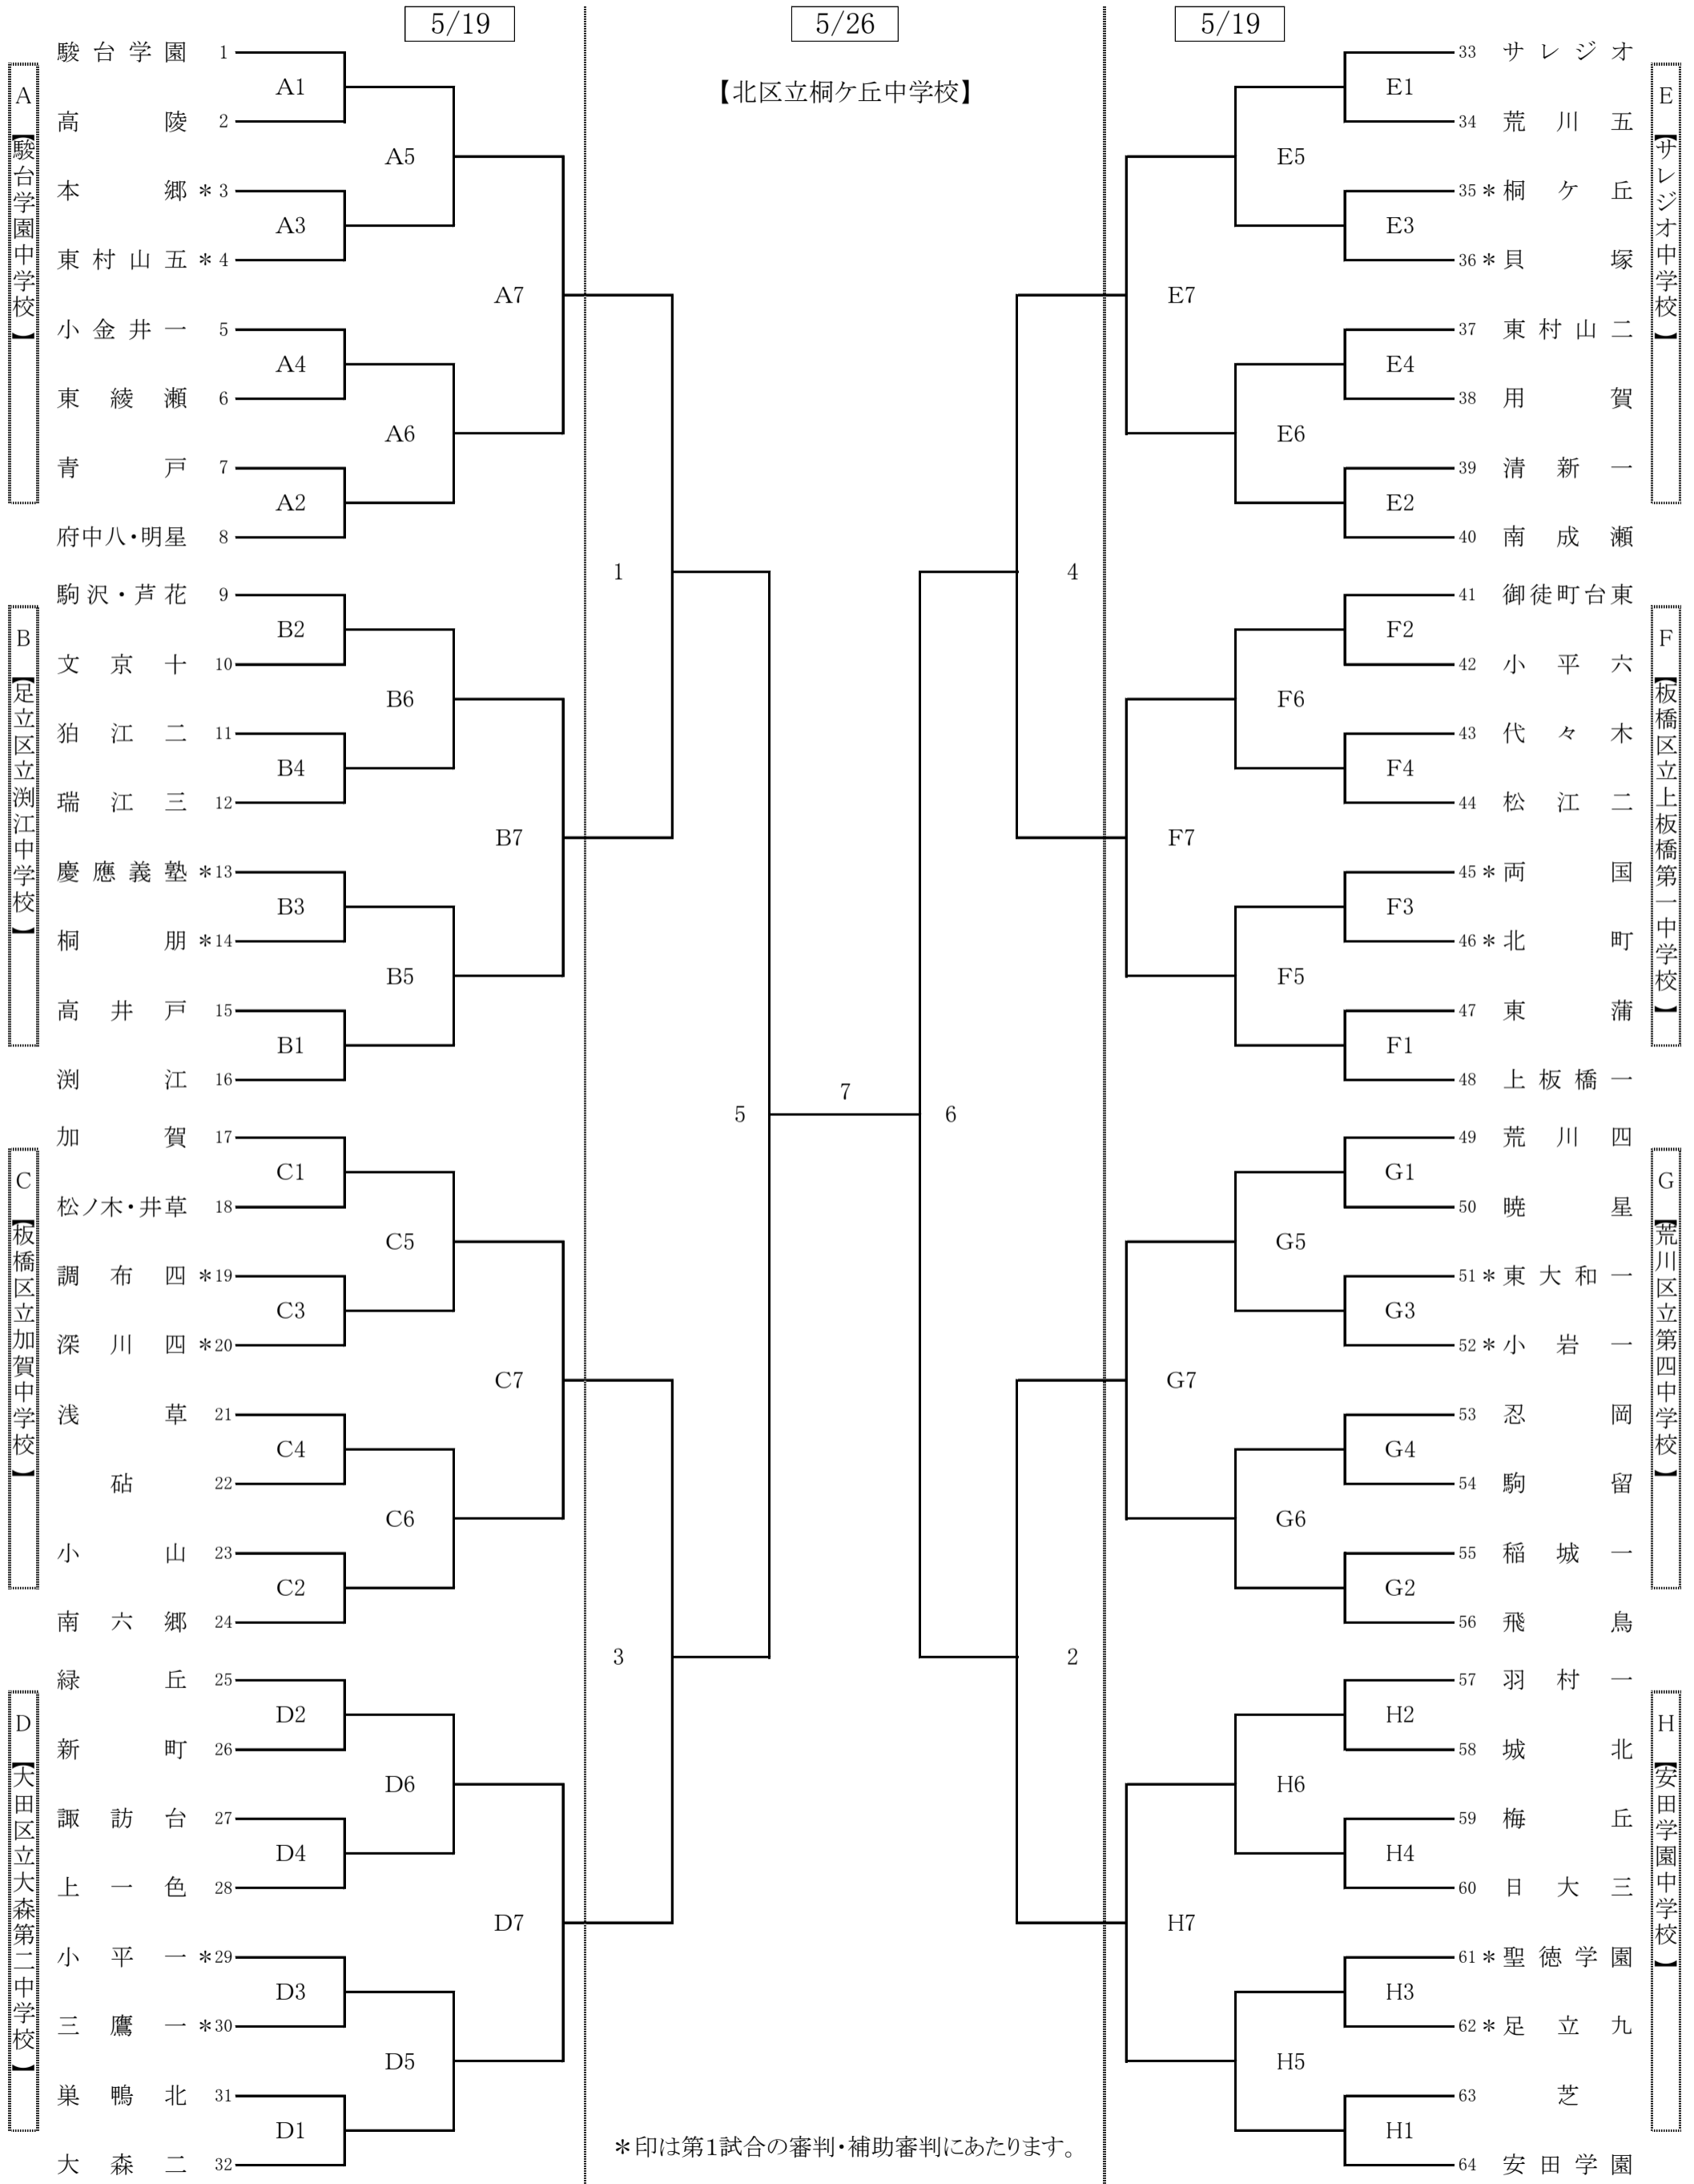 5/19
5/26
5/19
【北区立桐ケ丘中学校】
A 【駿台学園中学校】
駿台学園 1
高陵 2
本郷 *3
東村山五 *4
小金井一 5
東綾瀬 6
青戸 7
府中八・明星 8
A1
A3
A4
A2
A5
A6
A7
B 【足立区立渕江中学校】
駒沢・芦花 9
文京十 10
狛江二 11
瑞江三 12
慶應義塾 *13
桐朋 *14
高井戸 15
渕江 16
B2
B4
B3
B1
B6
B5
B7
C 【板橋区立加賀中学校】
加賀 17
松ノ木・井草 18
調布四 *19
深川四 *20
浅草 21
砧 22
小山 23
南六郷 24
C1
C3
C4
C2
C5
C6
C7
D 【大田区立大森第二中学校】
緑丘 25
新町 26
諏訪台 27
上一色 28
小平一 *29
三鷹一 *30
巣鴨北 31
大森二 32
D2
D4
D3
D1
D6
D5
D7
1
3
5
7
6
4
2
E 【サレジオ中学校】
33 サレジオ
34 荒川五
35* 桐ケ丘
36* 貝塚
37 東村山二
38 用賀
39 清新一
40 南成瀬
E1
E3
E4
E2
E5
E6
E7
F 【板橋区立上板橋第一中学校】
41 御徒町台東
42 小平六
43 代々木
44 松江二
45* 両国
46* 北町
47 東蒲
48 上板橋一
F2
F4
F3
F1
F6
F5
F7
G 【荒川区立第四中学校】
49 荒川四
50 暁星
51* 東大和一
52* 小岩一
53 忍岡
54 駒留
55 稲城一
56 飛鳥
G1
G3
G4
G2
G5
G6
G7
H 【安田学園中学校】
57 羽村一
58 城北
59 梅丘
60 日大三
61* 聖徳学園
62* 足立九
63 芝
64 安田学園
H2
H4
H3
H1
H6
H5
H7
*印は第1試合の審判・補助審判にあたります。